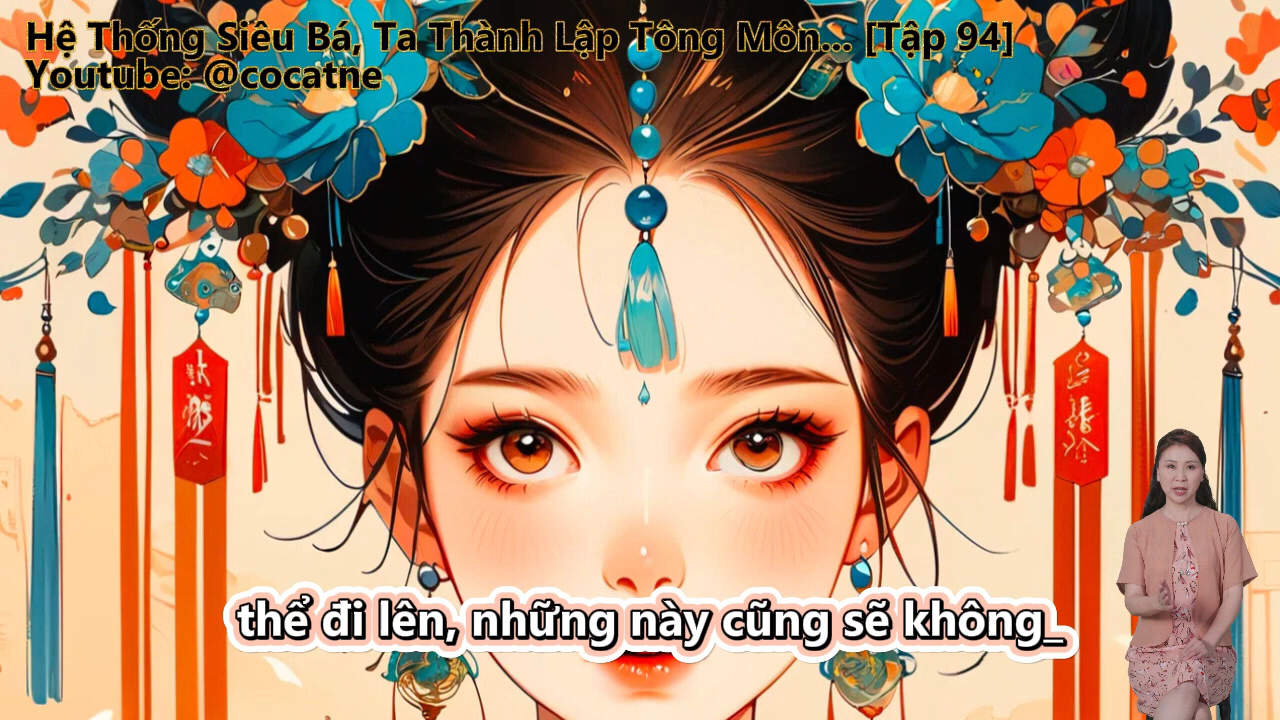 Hệ Thống Siêu Bá, Ta Thành Lập Tông Môn... [Tập 94]
Youtube: @cocatne
thể đi lên, những này cũng sẽ không_